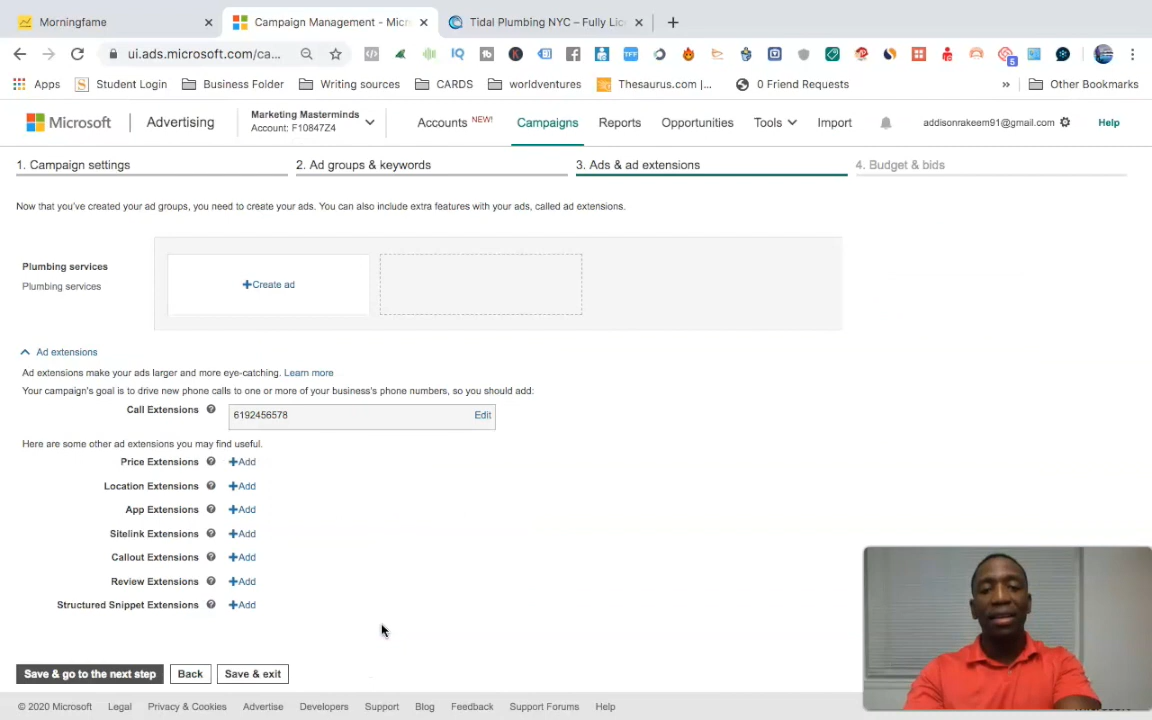 Morningfame
Campaign Management - Micr
Tidal Plumbing NYC – Fully Lic
ui.ads.microsoft.com/ca...
IQ
TFF
5
Apps
Student Login
Business Folder
Writing sources
CARDS
worldventures
Thesaurus.com |...
0 Friend Requests
»
Other Bookmarks
Microsoft
Advertising
Marketing Masterminds
Account: F10847Z4
Accounts NEW!
Campaigns
Reports
Opportunities
Tools
Import
addisonrakeem91@gmail.com
Help
1. Campaign settings
2. Ad groups & keywords
3. Ads & ad extensions
4. Budget & bids
Now that you've created your ad groups, you need to create your ads. You can also include extra features with your ads, called ad extensions.
Plumbing services
Plumbing services
+Create ad
Ad extensions
Ad extensions make your ads larger and more eye-catching. Learn more
Your campaign's goal is to drive new phone calls to one or more of your business's phone numbers, so you should add:
Call Extensions ? 6192456578 Edit
Here are some other ad extensions you may find useful.
Price Extensions ? +Add
Location Extensions ? +Add
App Extensions ? +Add
Sitelink Extensions ? +Add
Callout Extensions ? +Add
Review Extensions ? +Add
Structured Snippet Extensions ? +Add
Save & go to the next step
Back
Save & exit
© 2020 Microsoft
Legal
Privacy & Cookies
Advertise
Developers
Support
Blog
Feedback
Support Forums
Help